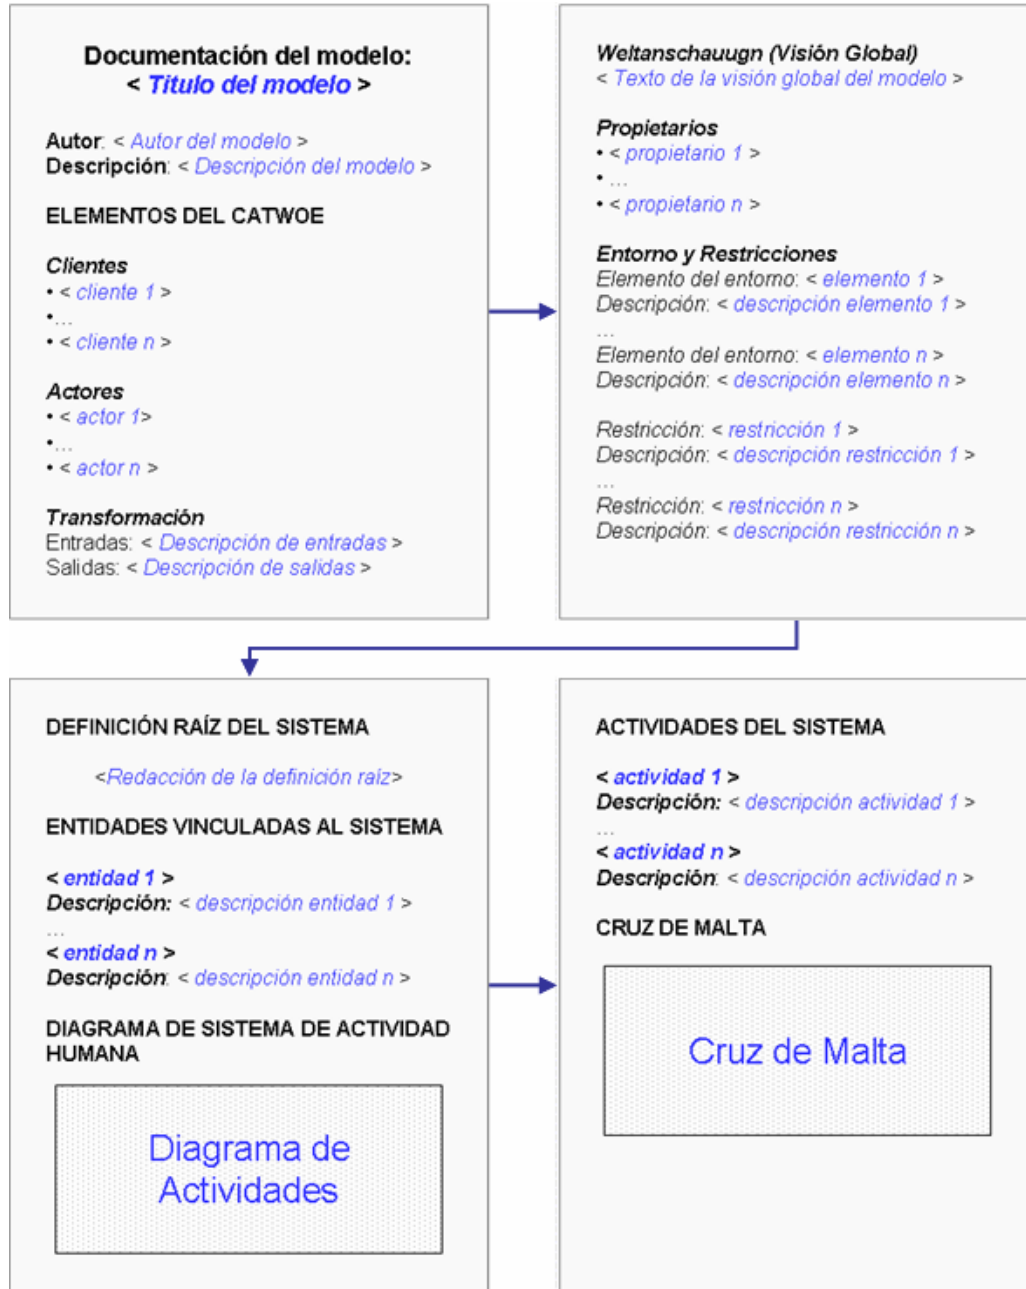 Documentación del modelo:
< Titulo del modelo >
Autor: < Autor del modelo >
Descripción: < Descripción del modelo >
ELEMENTOS DEL CATWOE
Clientes
• < cliente 1 >
•...
• < cliente n >
Actores
• < actor 1>
•...
• < actor n >
Transformación
Entradas: < Descripción de entradas >
Salidas: < Descripción de salidas >
Weltanschauugn (Visión Global)
< Texto de la visión global del modelo >
Propietarios
• < propietario 1 >
• ...
• < propietario n >
Entorno y Restricciones
Elemento del entorno: < elemento 1 >
Descripción: < descripción elemento 1 >
...
Elemento del entorno: < elemento n >
Descripción: < descripción elemento n >
Restricción: < restricción 1 >
Descripción: < descripción restricción 1 >
...
Restricción: < restricción n >
Descripción: < descripción restricción n >
DEFINICIÓN RAÍZ DEL SISTEMA
<Redacción de la definición raíz>
ENTIDADES VINCULADAS AL SISTEMA
< entidad 1 >
Descripción: < descripción entidad 1 >
...
< entidad n >
Descripción: < descripción entidad n >
DIAGRAMA DE SISTEMA DE ACTIVIDAD
HUMANA
Diagrama de
Actividades
ACTIVIDADES DEL SISTEMA
< actividad 1 >
Descripción: < descripción actividad 1 >
...
< actividad n >
Descripción: < descripción actividad n >
CRUZ DE MALTA
Cruz de Malta